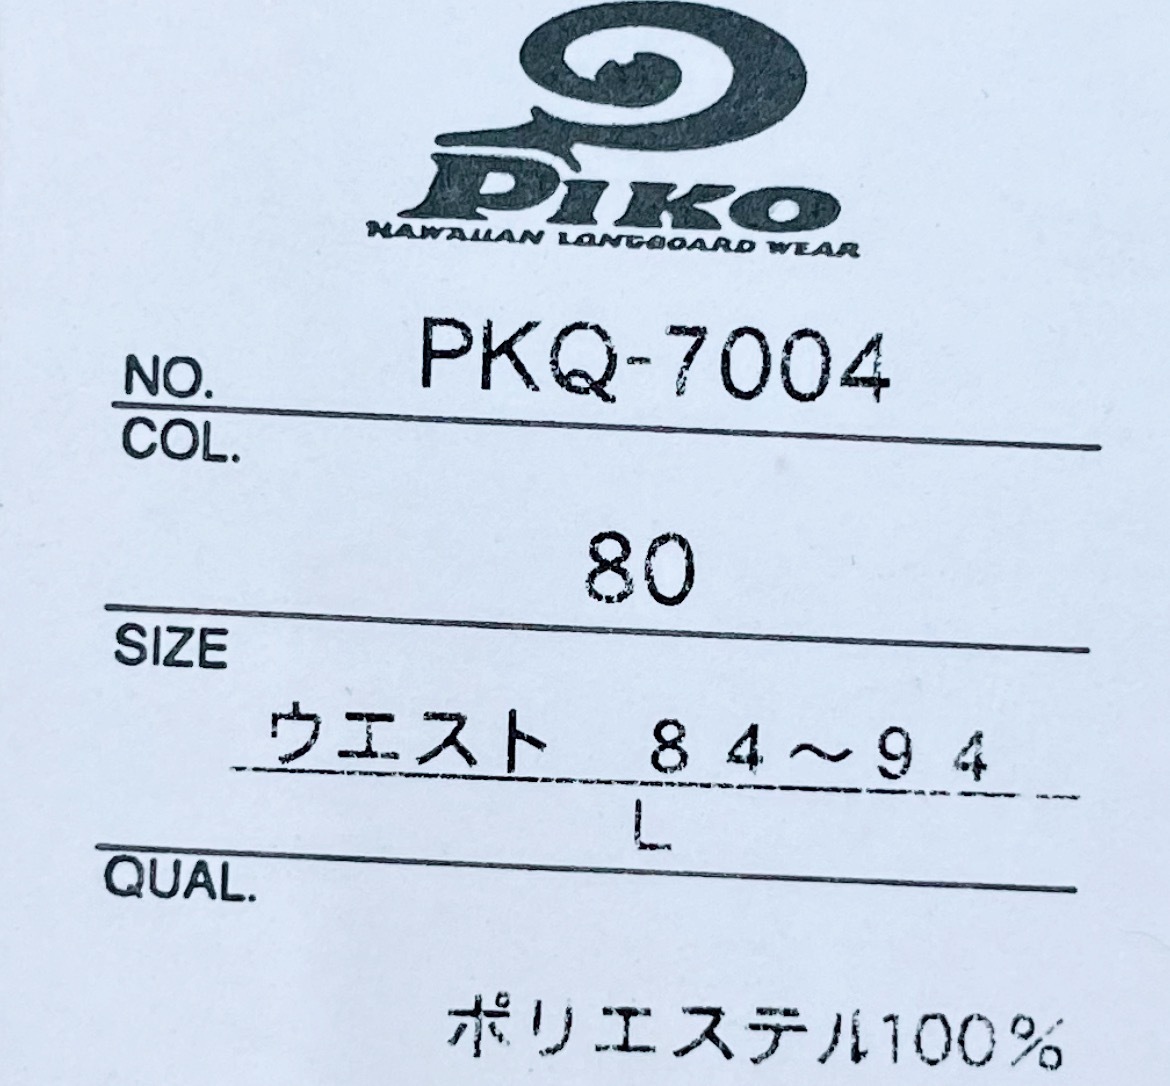 PIKO
HAWAIIAN LONGBOARD WEAR
NO. PKQ-7004
COL.
80
SIZE
ウエスト 84～94
L
QUAL.
ポリエステル100%